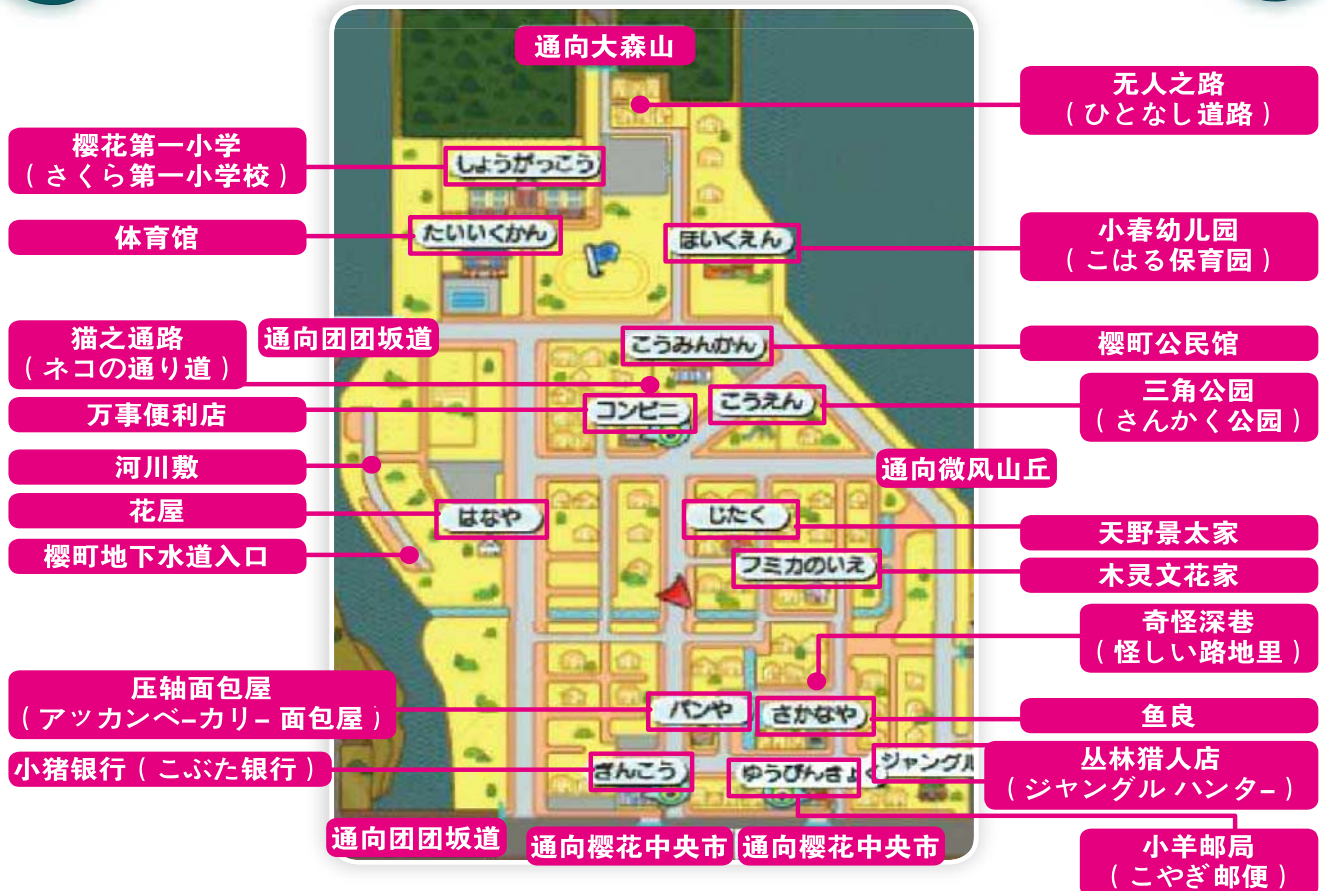 通向大森山
无人之路
（ひとなし道路）
樱花第一小学
（さくら第一小学校）
しょうがっこう
体育馆
たいいくかん
ほいくえん
小春幼儿园
（こはる保育园）
猫之通路
（ネコの通り道）
通向团团坂道
こうみんかん
樱町公民馆
万事便利店
コンビニ
こうえん
三角公园
（さんかく公园）
河川敷
通向微风山丘
花屋
はなや
じたく
天野景太家
樱町地下水道入口
フミカのいえ
木灵文花家
奇怪深巷
（怪しい路地里）
压轴面包屋
（アッカンベ−カリ− 面包屋）
パンや
さかなや
鱼良
小猪银行（こぶた银行）
ぎんこう
ゆうびんきょく
ジャングル
丛林猎人店
（ジャングル ハンタ−）
通向团团坂道
通向樱花中央市
通向樱花中央市
小羊邮局
（こやぎ邮便）